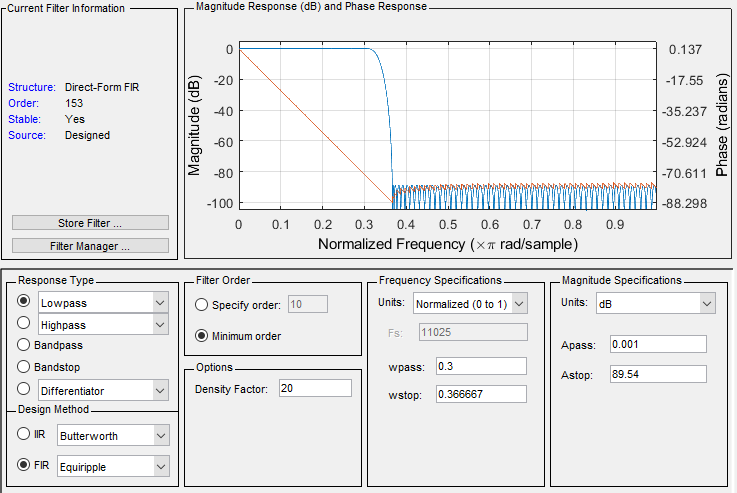 Current Filter Information
Structure: Direct-Form FIR
Order: 153
Stable: Yes
Source: Designed
Store Filter ...
Filter Manager ...
Magnitude Response (dB) and Phase Response
Magnitude (dB)
0
-20
-40
-60
-80
-100
0 0.1 0.2 0.3 0.4 0.5 0.6 0.7 0.8 0.9
Normalized Frequency (×π rad/sample)
0.137
-17.55
-35.237
-52.924
-70.611
-88.298
Phase (radians)
Response Type
Lowpass
Highpass
Bandpass
Bandstop
Differentiator
Design Method
IIR Butterworth
FIR Equiripple
Filter Order
Specify order: 10
Minimum order
Options
Density Factor: 20
Frequency Specifications
Units: Normalized (0 to 1)
Fs: 11025
wpass: 0.3
wstop: 0.366667
Magnitude Specifications
Units: dB
Apass: 0.001
Astop: 89.54